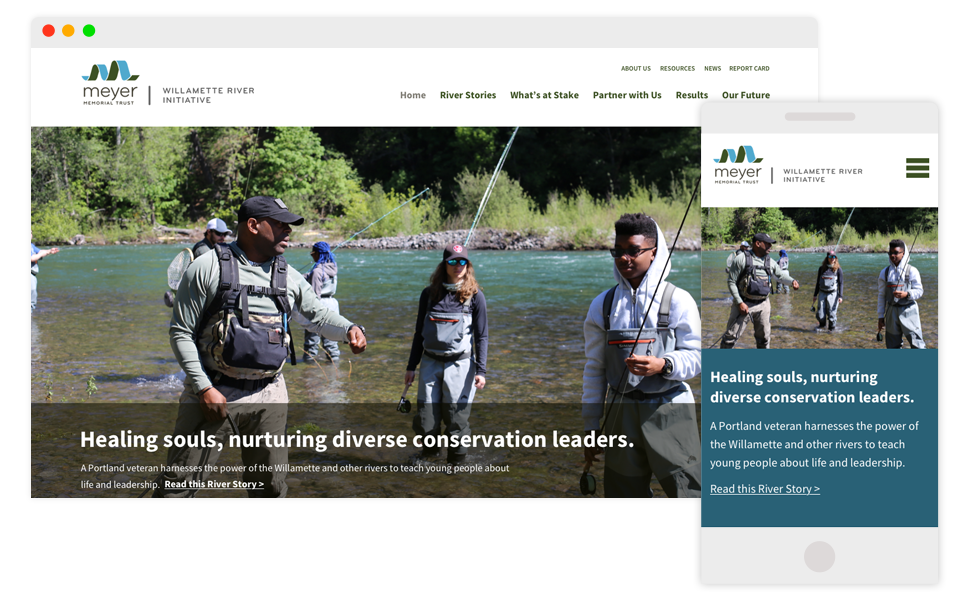 meyer
MEMORIAL TRUST
WILLAMETTE RIVER
INITIATIVE
ABOUT US RESOURCES NEWS REPORT CARD
Home River Stories What's at Stake Partner with Us Results Our Future
Healing souls, nurturing diverse conservation leaders.
A Portland veteran harnesses the power of the Willamette and other rivers to teach young people about
life and leadership. Read this River Story >
meyer
MEMORIAL TRUST
WILLAMETTE RIVER
INITIATIVE
Healing souls, nurturing
diverse conservation leaders.
A Portland veteran harnesses the power of
the Willamette and other rivers to teach
young people about life and leadership.
Read this River Story >